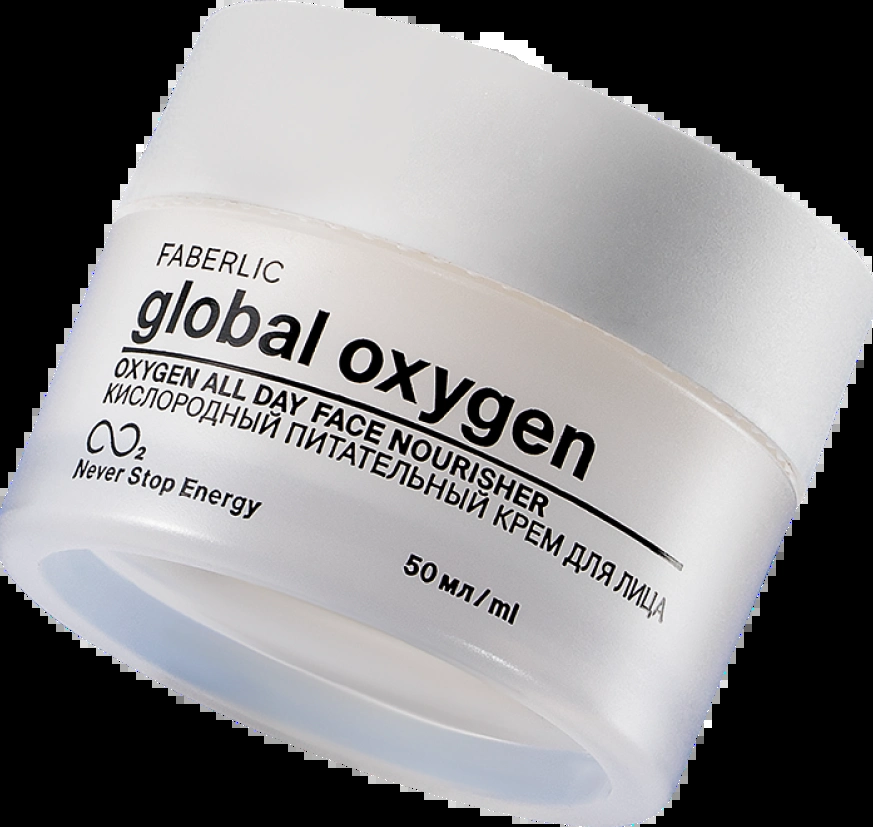 FABERLIC
global oxygen
OXYGEN ALL DAY FACE NOURISHER
КИСЛОРОДНЫЙ ПИТАТЕЛЬНЫЙ КРЕМ ДЛЯ ЛИЦА
∞2
Never Stop Energy
50 мл / ml